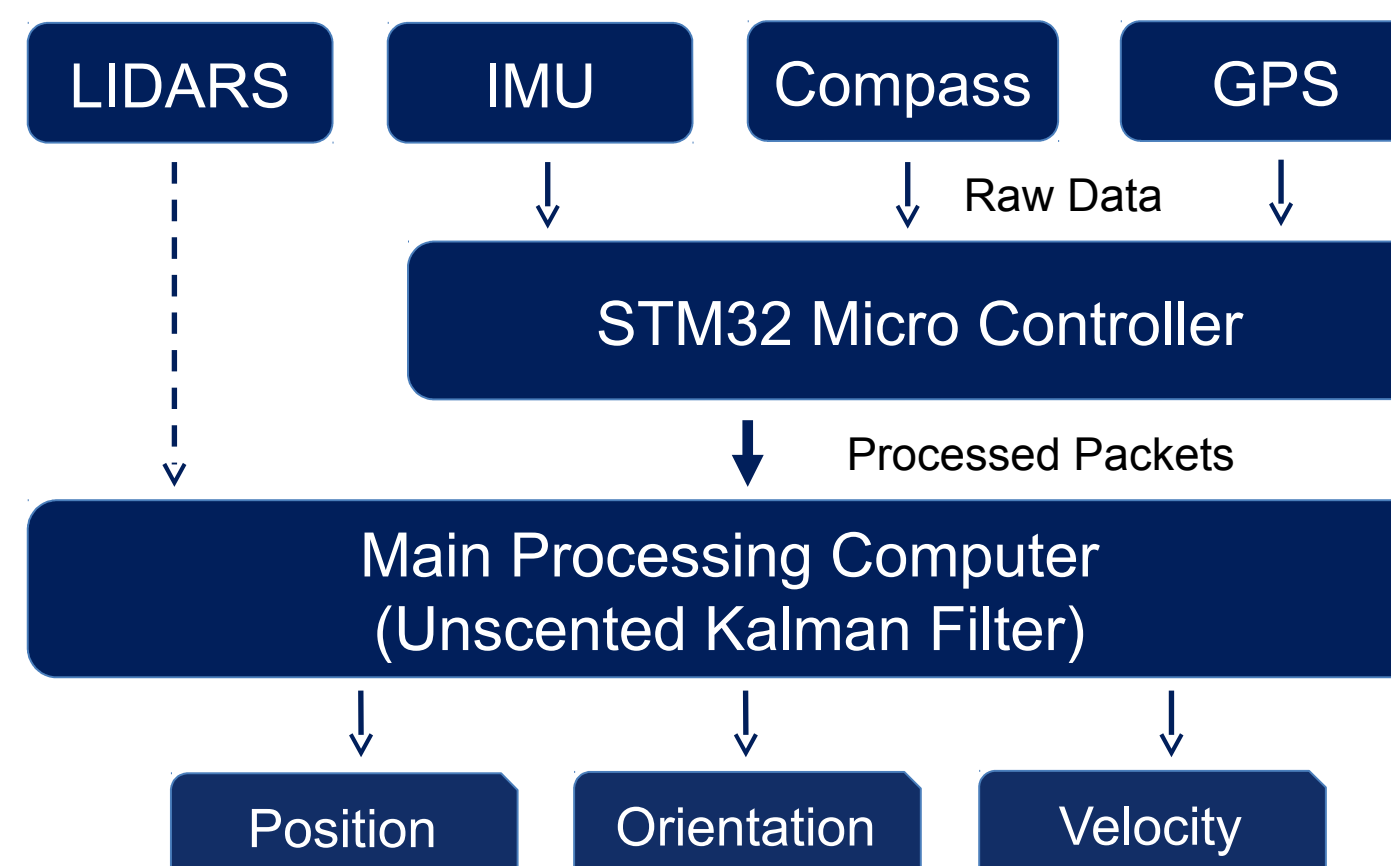 LIDARS
IMU
Compass
GPS
Raw Data
STM32 Micro Controller
Processed Packets
Main Processing Computer
(Unscented Kalman Filter)
Position
Orientation
Velocity